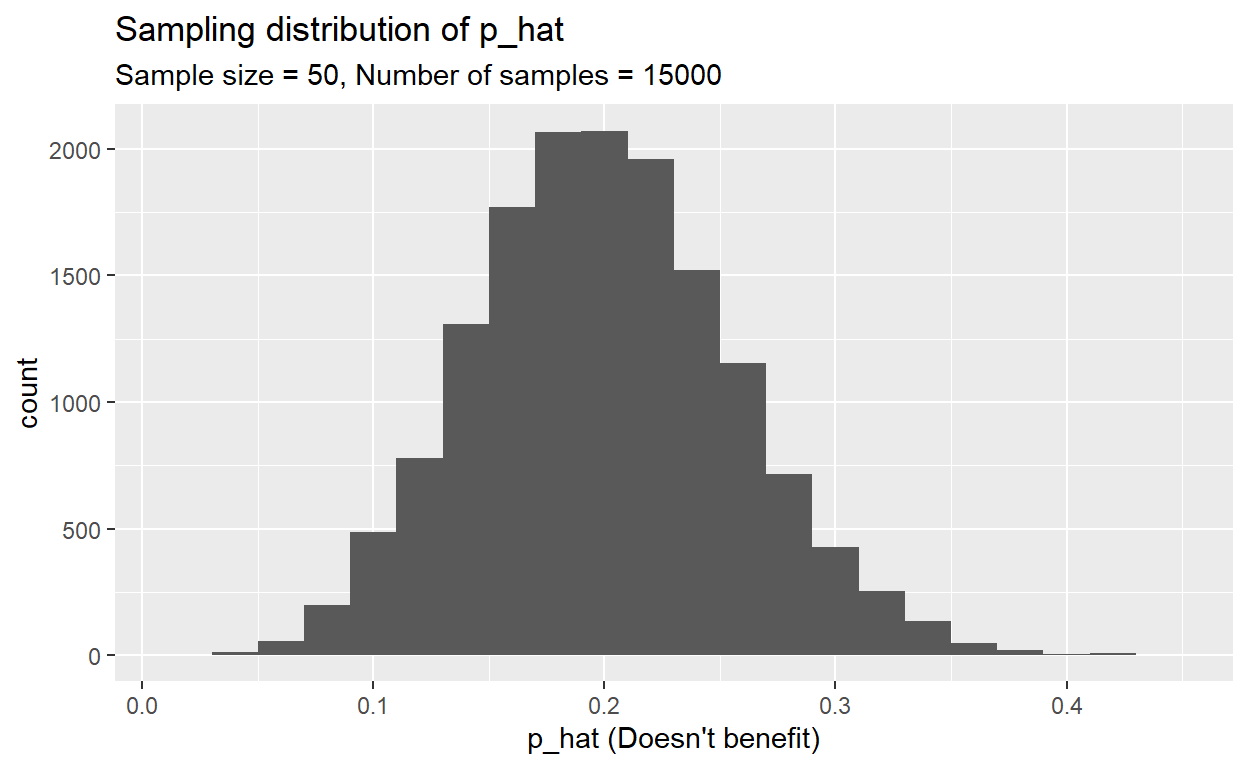 Sampling distribution of p_hat
Sample size = 50, Number of samples = 15000
2000
1500
1000
500
0
count
0.0 0.1 0.2 0.3 0.4
p_hat (Doesn't benefit)